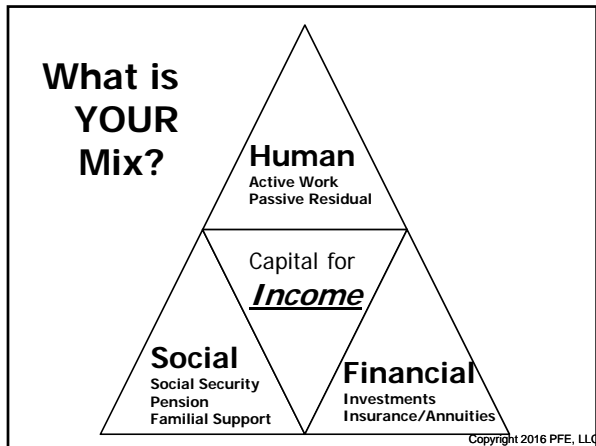 What is
YOUR
Mix?
Human
Active Work
Passive Residual
Capital for
Income
Social
Social Security
Pension
Familial Support
Financial
Investments
Insurance/Annuities
Copyright 2016 PFE, LLC